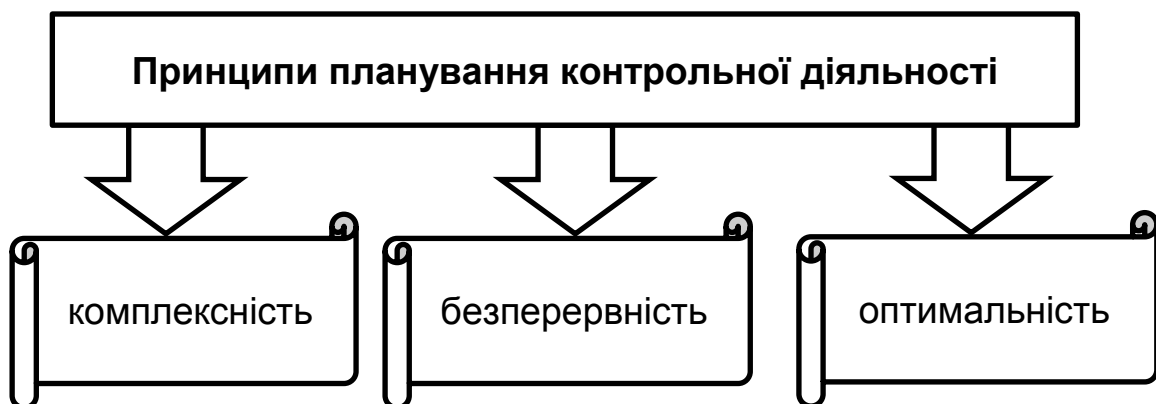 Принципи планування контрольної діяльності
комплексність
безперервність
оптимальність